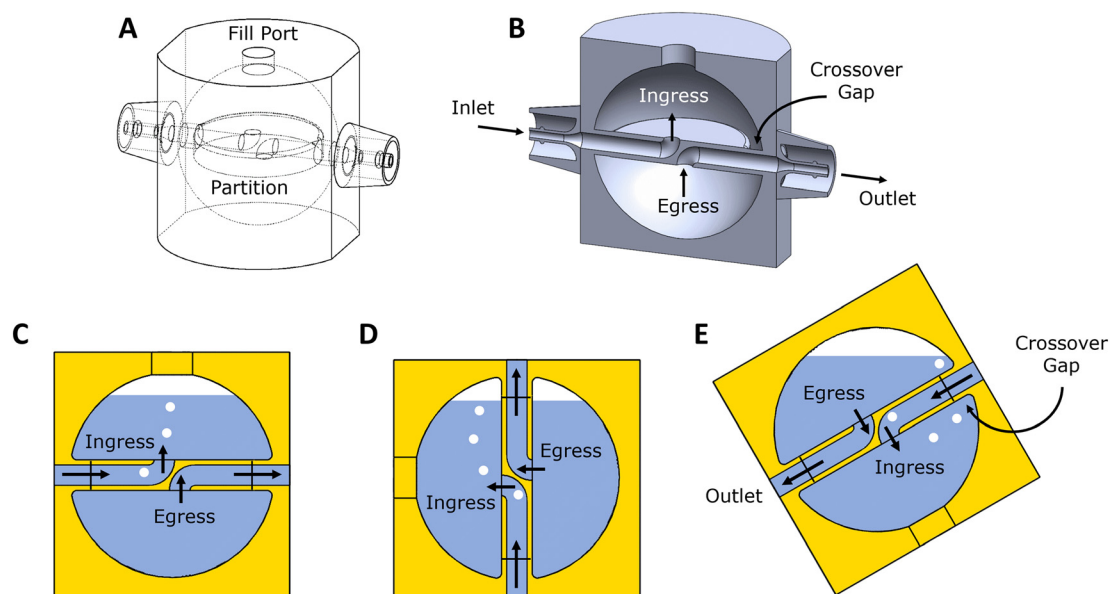 A
Fill Port
Partition
B
Inlet
Ingress
Crossover
Gap
Egress
Outlet
C
Ingress
Egress
D
Ingress
Egress
E
Crossover
Gap
Egress
Ingress
Outlet